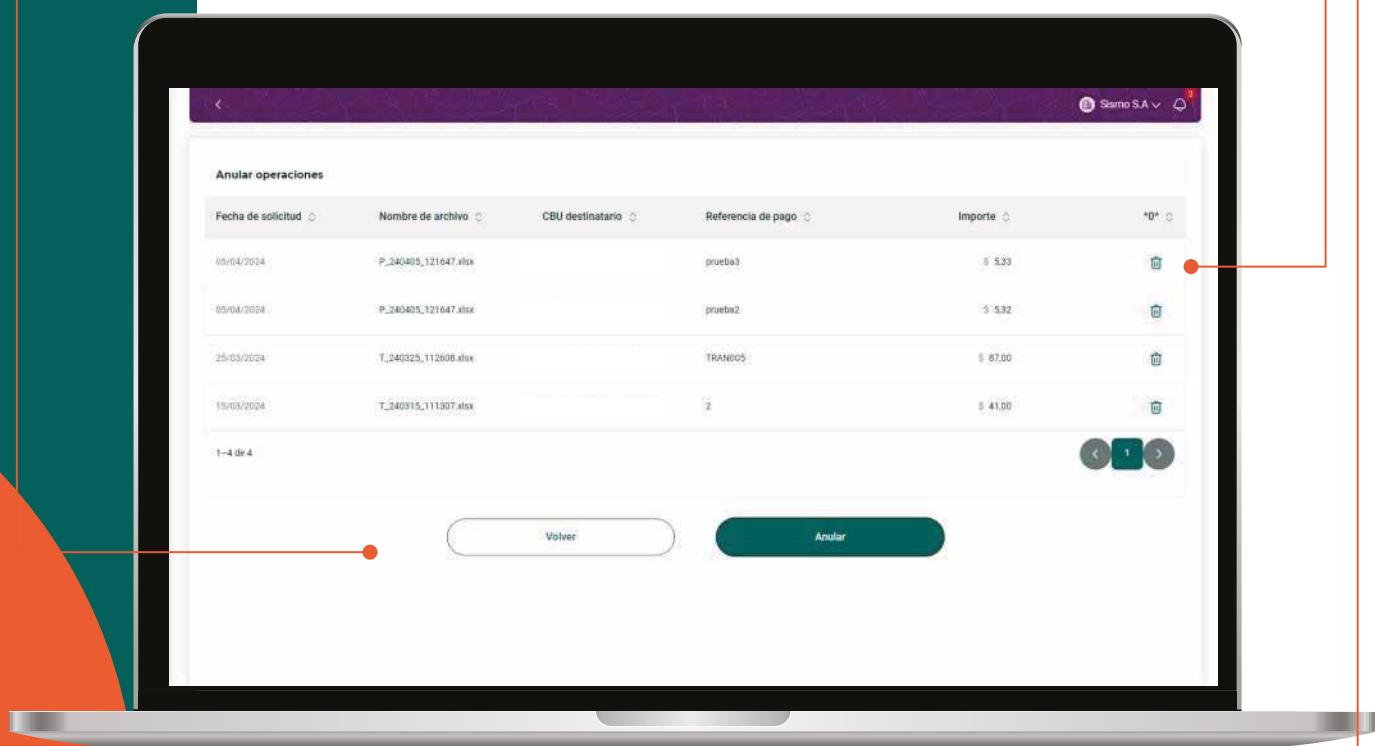 Sismo S.A 3
Anular operaciones
Fecha de solicitud Nombre de archivo CBU destinatario Referencia de pago Importe *D*
05/04/2024 P_240405_121647.xlsx prueba3 $ 5,33
05/04/2024 P_240405_121647.xlsx prueba2 $ 5,32
25/03/2024 T_240325_112608.xlsx TRAN005 $ 87,00
15/03/2024 T_240315_111307.xlsx 2 $ 41,00
1–4 de 4 1
Volver Anular